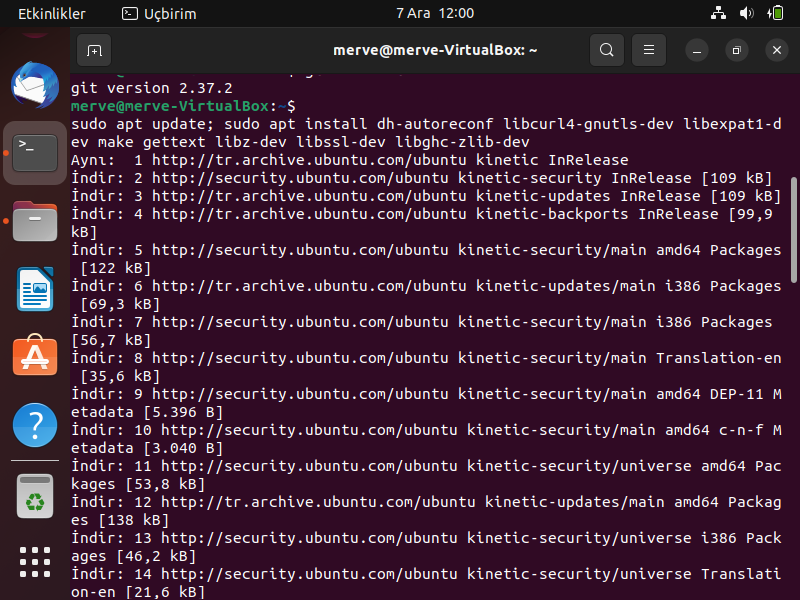 Etkinlikler
Uçbirim
7 Ara 12:00
merve@merve-VirtualBox: ~
git version 2.37.2
merve@merve-VirtualBox:~$
sudo apt update; sudo apt install dh-autoreconf libcurl4-gnutls-dev libexpat1-d
ev make gettext libz-dev libssl-dev libghc-zlib-dev
Aynı: 1 http://tr.archive.ubuntu.com/ubuntu kinetic InRelease
İndir: 2 http://security.ubuntu.com/ubuntu kinetic-security InRelease [109 kB]
İndir: 3 http://tr.archive.ubuntu.com/ubuntu kinetic-updates InRelease [109 kB]
İndir: 4 http://tr.archive.ubuntu.com/ubuntu kinetic-backports InRelease [99,9
kB]
İndir: 5 http://security.ubuntu.com/ubuntu kinetic-security/main amd64 Packages
[122 kB]
İndir: 6 http://tr.archive.ubuntu.com/ubuntu kinetic-updates/main i386 Packages
[69,3 kB]
İndir: 7 http://security.ubuntu.com/ubuntu kinetic-security/main i386 Packages
[56,7 kB]
İndir: 8 http://security.ubuntu.com/ubuntu kinetic-security/main Translation-en
[35,6 kB]
İndir: 9 http://security.ubuntu.com/ubuntu kinetic-security/main amd64 DEP-11 M
etadata [5.396 B]
İndir: 10 http://security.ubuntu.com/ubuntu kinetic-security/main amd64 c-n-f M
etadata [3.040 B]
İndir: 11 http://security.ubuntu.com/ubuntu kinetic-security/universe amd64 Pac
kages [53,8 kB]
İndir: 12 http://tr.archive.ubuntu.com/ubuntu kinetic-updates/main amd64 Packag
es [138 kB]
İndir: 13 http://security.ubuntu.com/ubuntu kinetic-security/universe i386 Pack
ages [46,2 kB]
İndir: 14 http://security.ubuntu.com/ubuntu kinetic-security/universe Translati
on-en [21,6 kB]